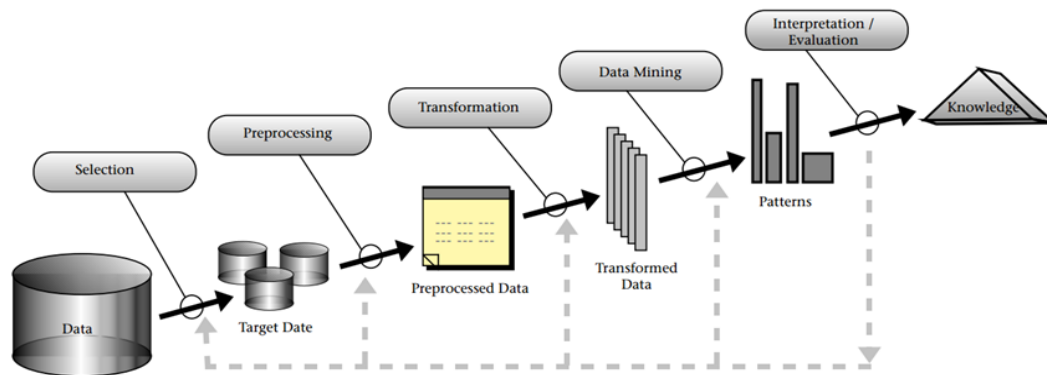 Interpretation /
Evaluation
Data Mining
Transformation
Preprocessing
Selection
Knowledge
Patterns
Transformed
Data
Preprocessed Data
Target Date
Data